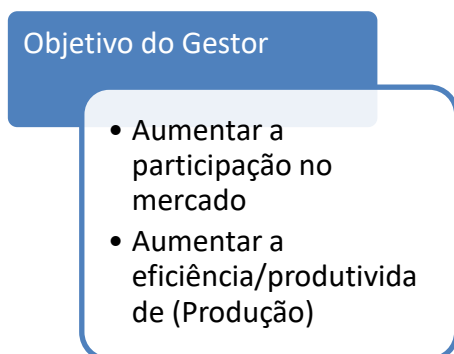 Objetivo do Gestor
• Aumentar a
participação no
mercado
• Aumentar a
eficiência/produtivida
de (Produção)